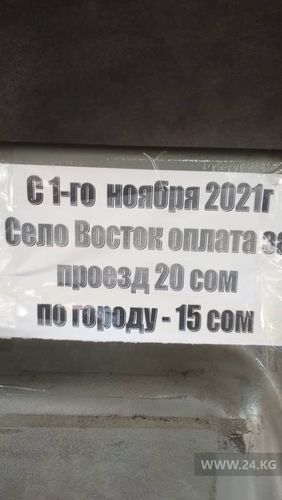 С 1-го ноября 2021г
Село Восток оплата за
проезд 20 сом
по городу - 15 сом
WWW.24.KG